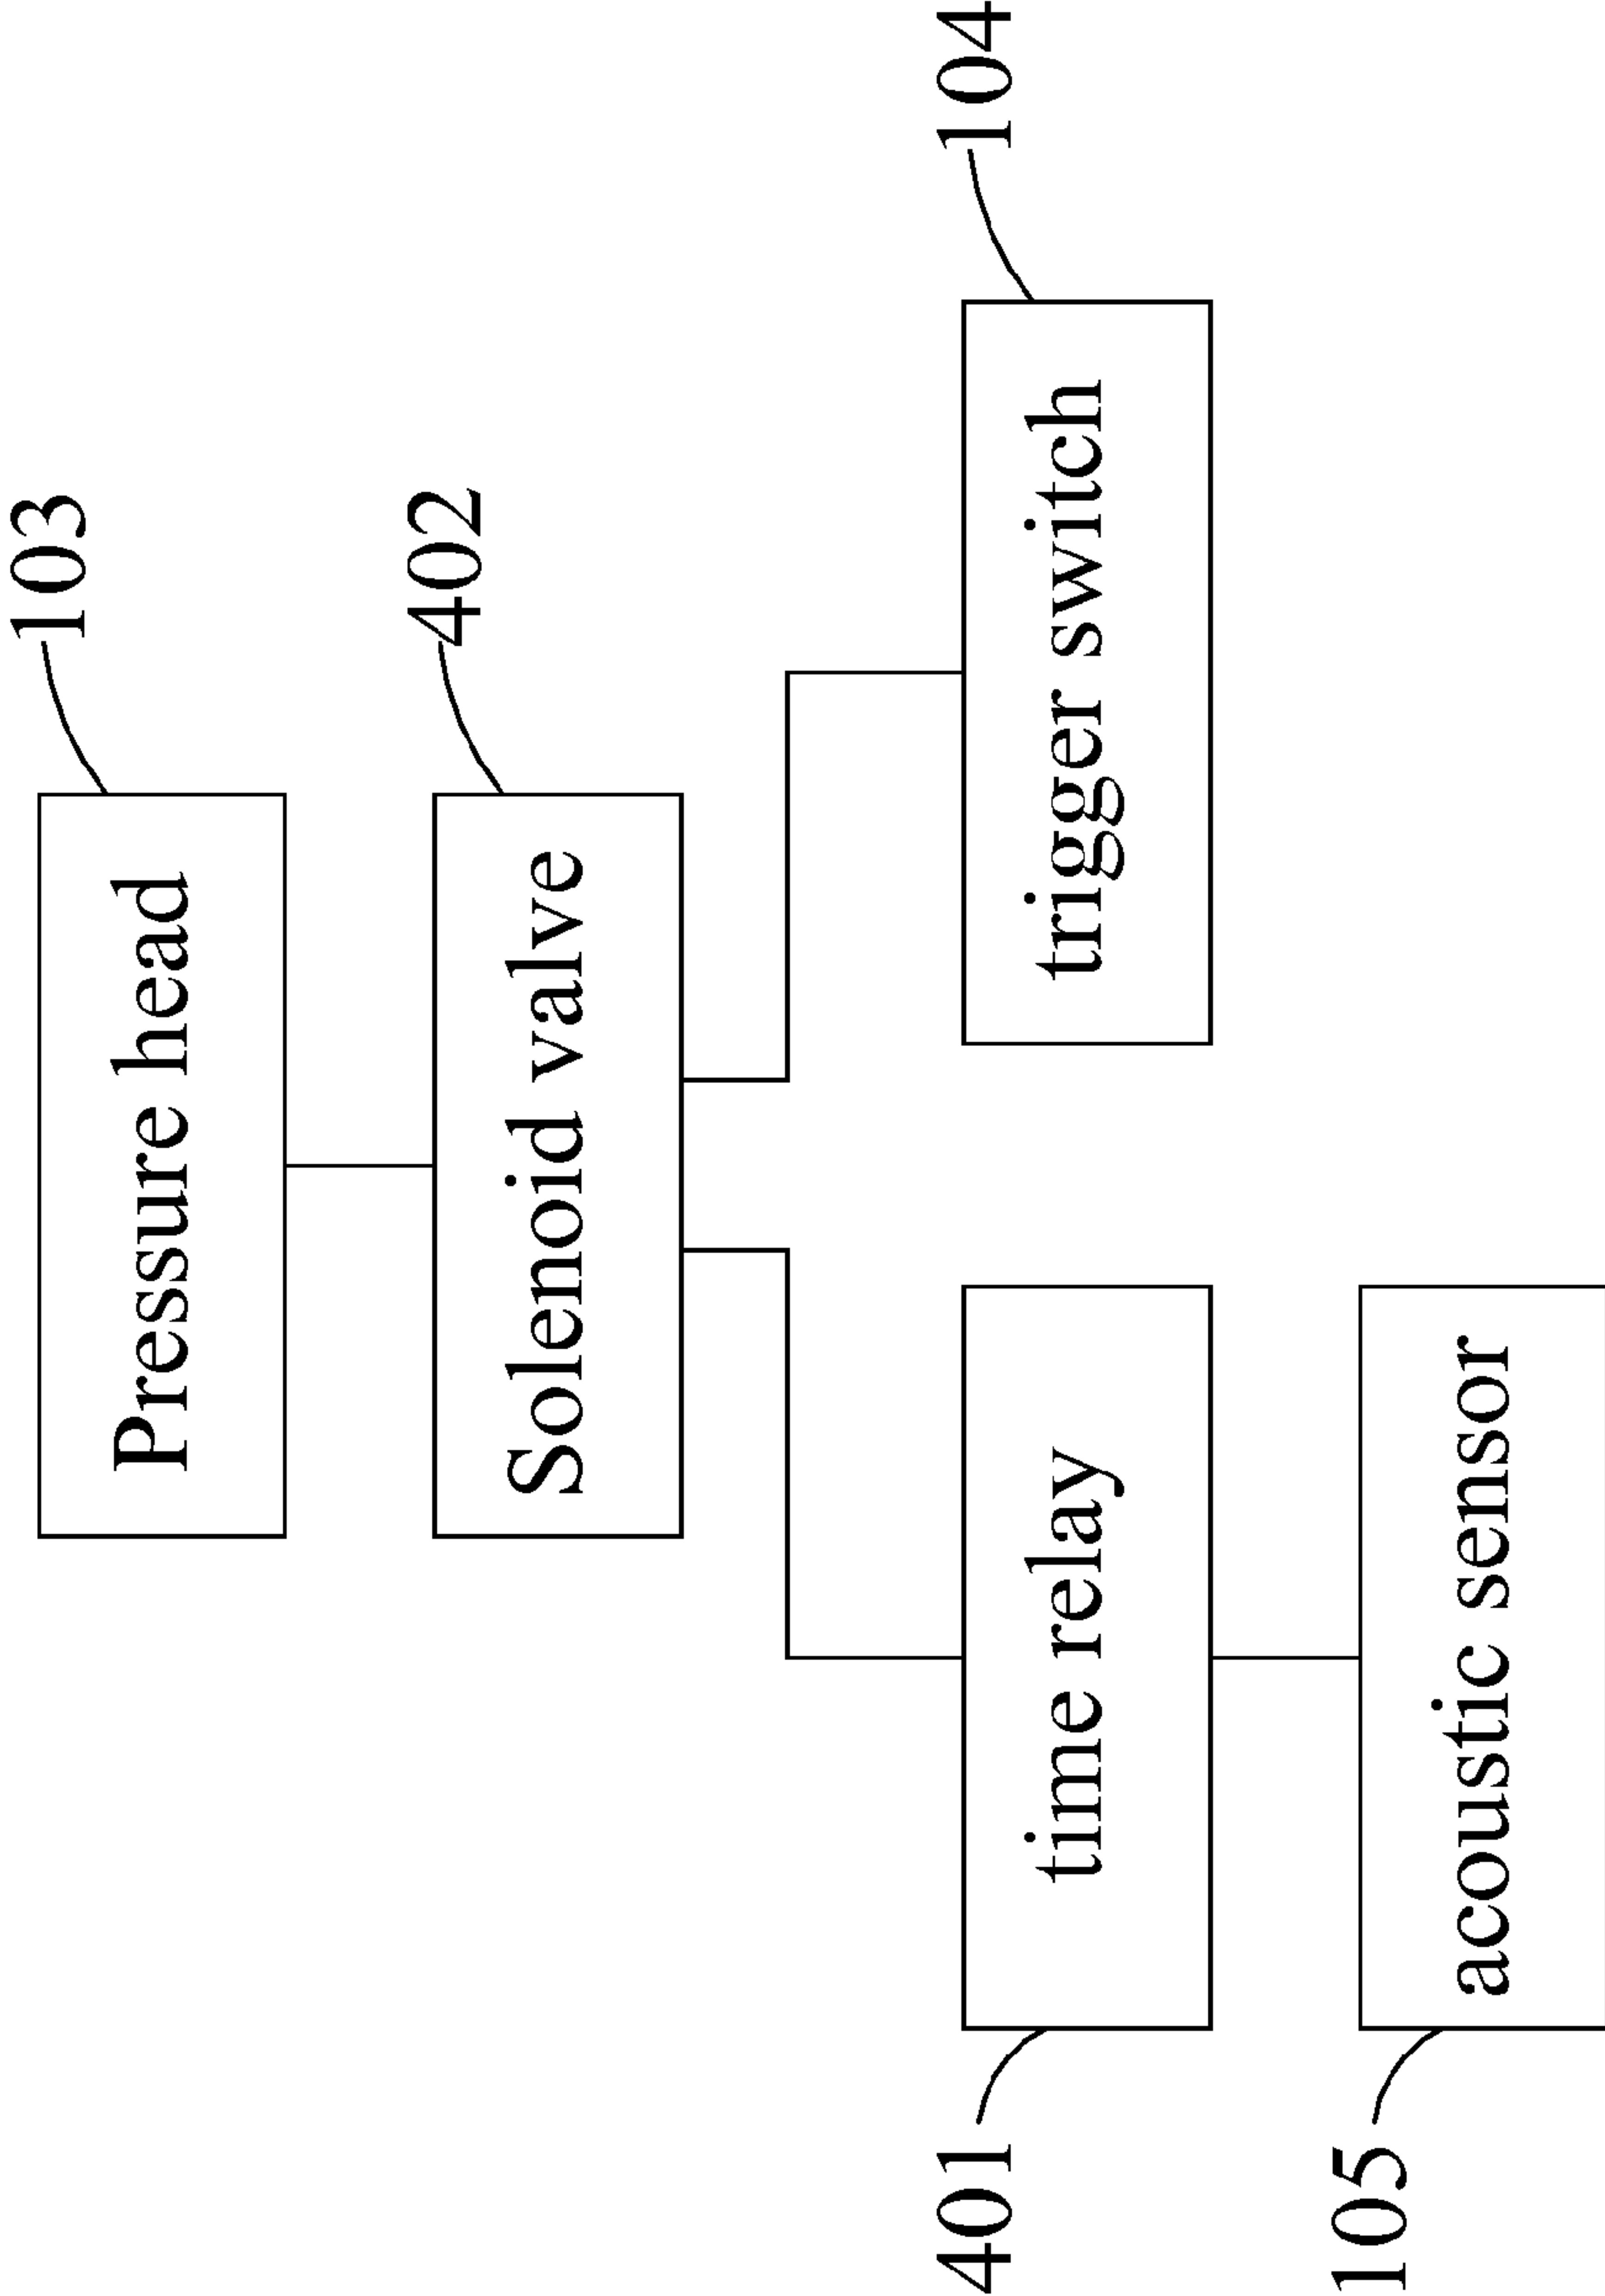 103
Pressure head
402
Solenoid valve
401
time relay
trigger switch
104
105
acoustic sensor